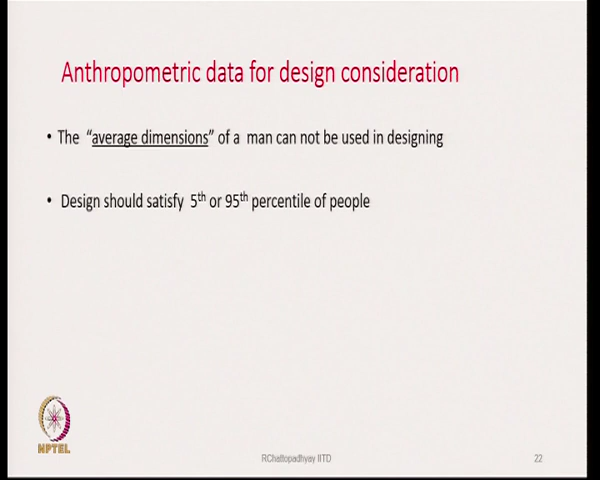 Anthropometric data for design consideration
• The “average dimensions” of a man can not be used in designing
• Design should satisfy 5th or 95th percentile of people
NPTEL
RChattopadhyay IITD
22